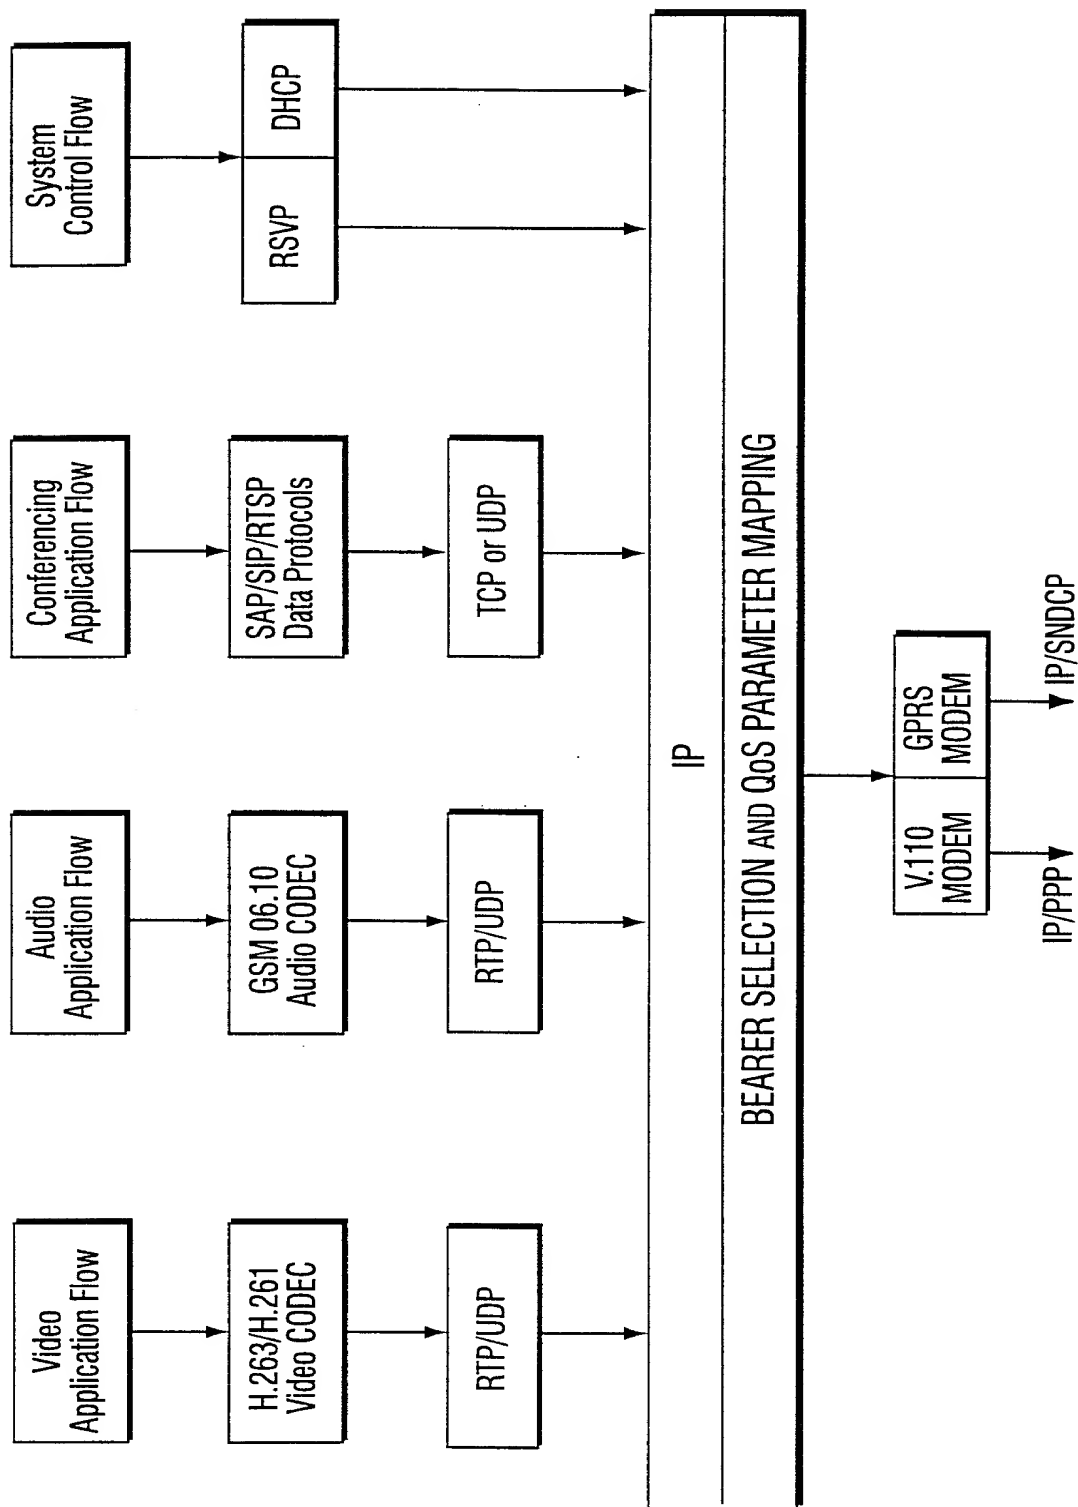 Video
Application Flow
H.263/H.261
Video CODEC
RTP/UDP
Audio
Application Flow
GSM 06.10
Audio CODEC
RTP/UDP
Conferencing
Application Flow
SAP/SIP/RTSP
Data Protocols
TCP or UDP
System
Control Flow
RSVP
DHCP
IP
BEARER SELECTION AND QoS PARAMETER MAPPING
V.110
MODEM
GPRS
MODEM
IP/PPP
IP/SNDCP